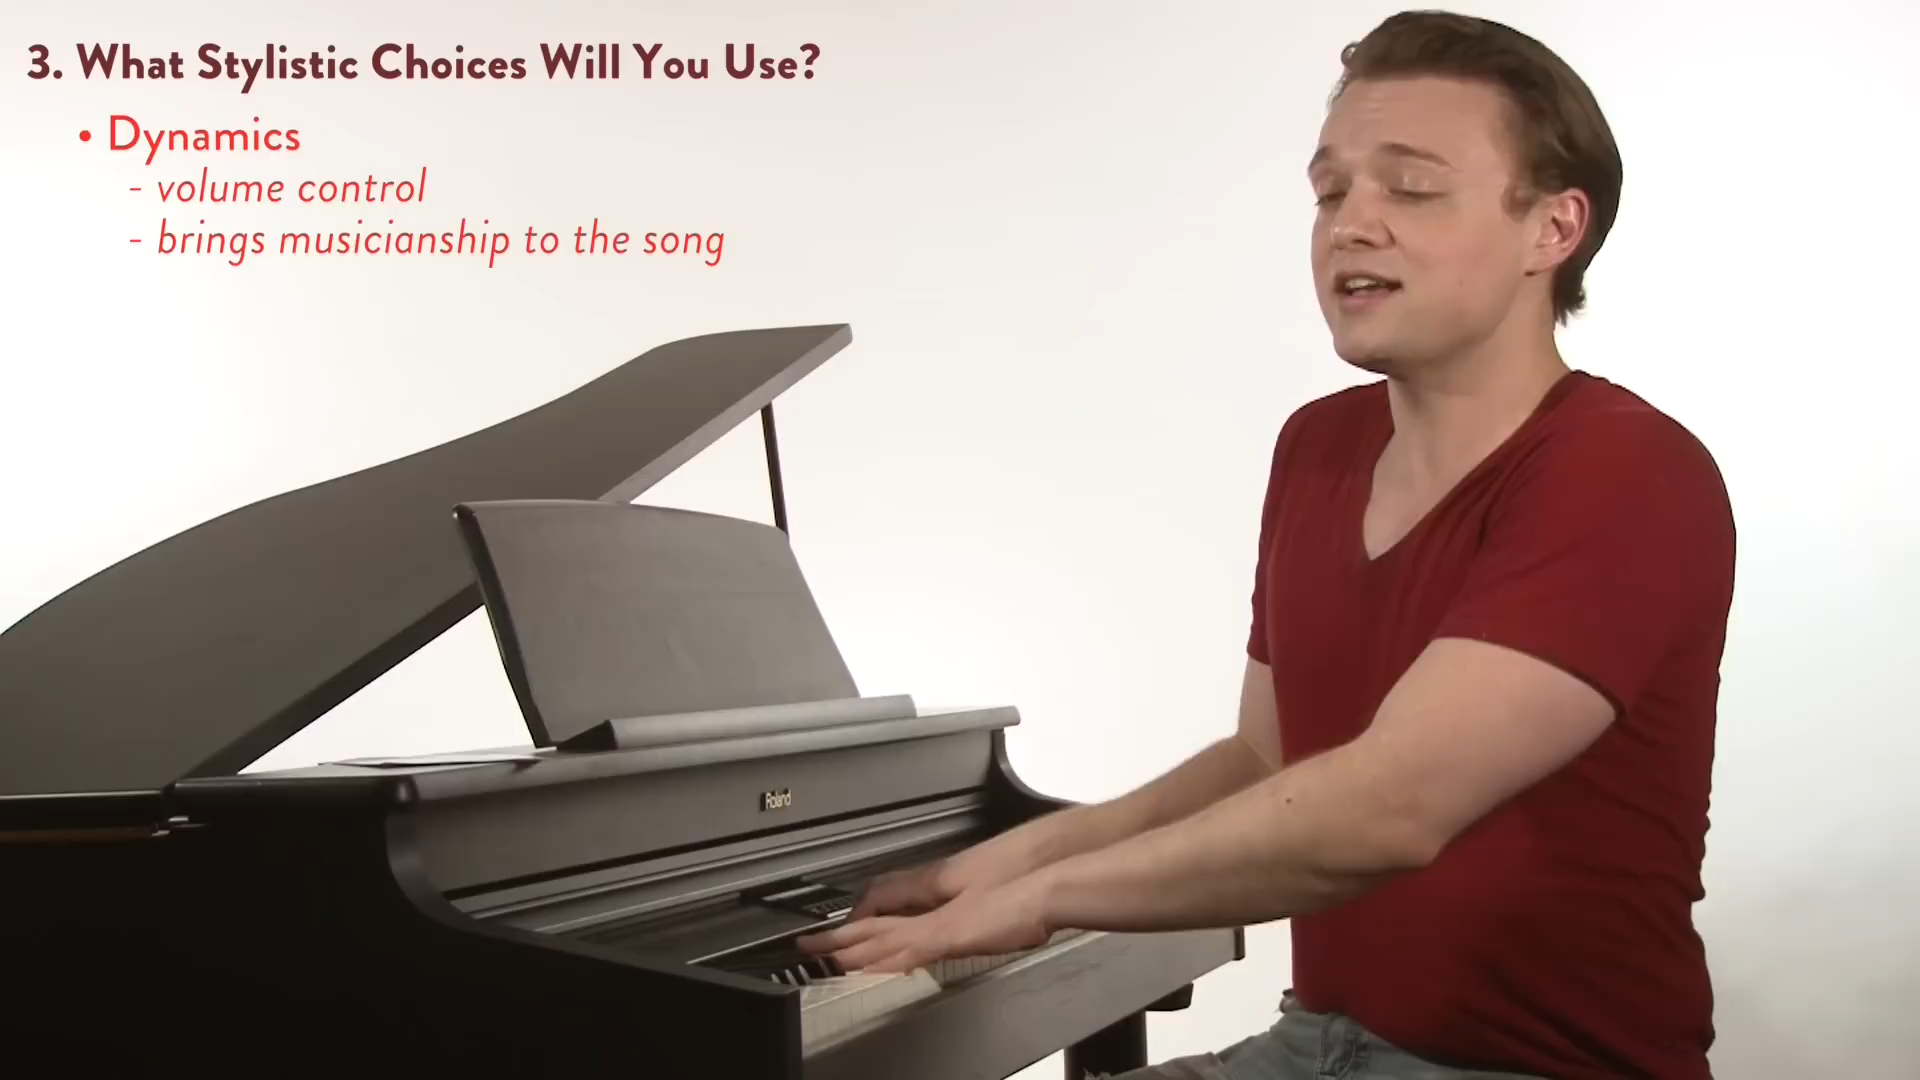 3. What Stylistic Choices Will You Use?
• Dynamics
- volume control
- brings musicianship to the song
Roland